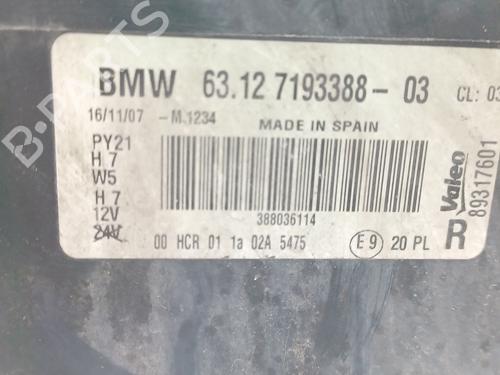 BMW 63.12 7193388 - 03 CL: 03
16/11/07 -M.1234
MADE IN SPAIN
PY21
H 7
W5
H 7
12V
24V
388036114
00 HCR 01 1a 02A 5475
E9 20 PL
R
Valeo
89317601
B-PARTS